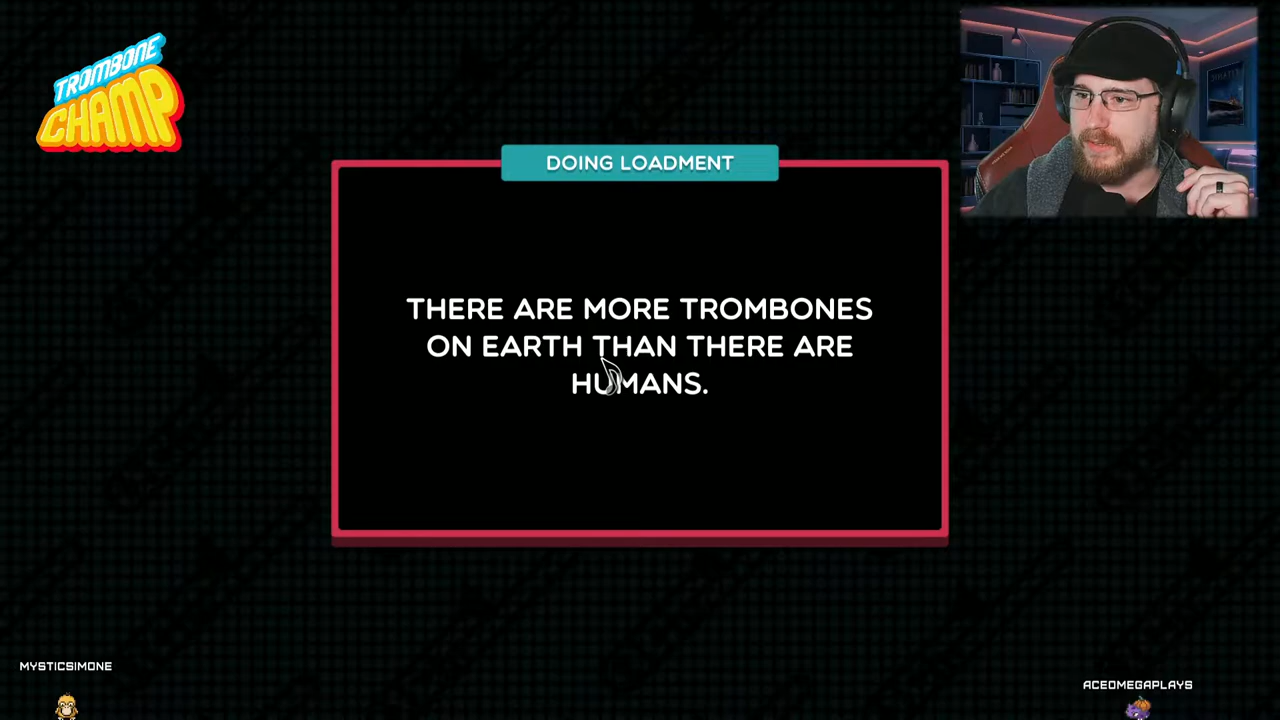 TROMBONE
CHAMP
DOING LOADMENT
THERE ARE MORE TROMBONES
ON EARTH THAN THERE ARE
HUMANS.
MYSTICSIMONE
ACEOMEGAPLAYS